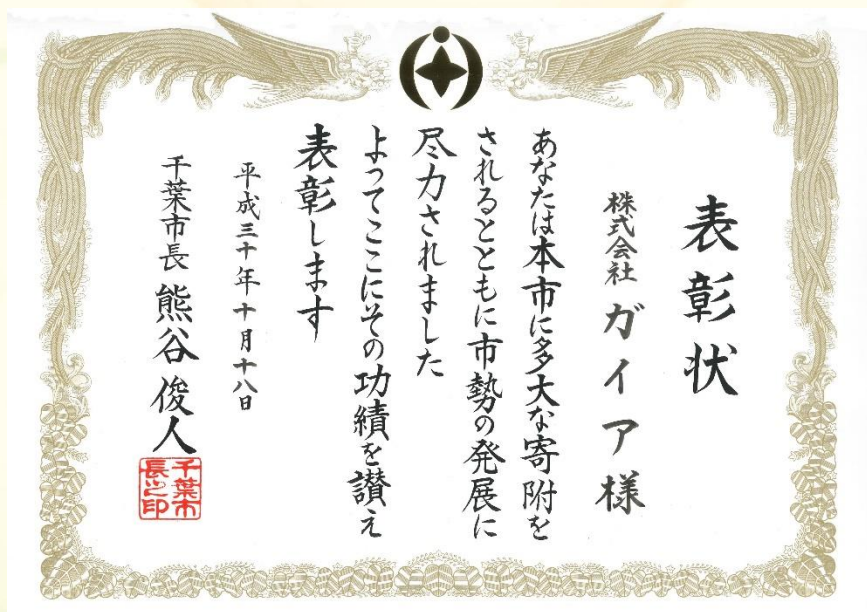 表彰状
株式会社 ガイア様
あなたは本市に多大な寄附を
されるとともに市勢の発展に
尽力されました
よってここにその功績を讃え
表彰します
平成三十年十月十八日
千葉市長 熊谷俊人
千葉市
長之印